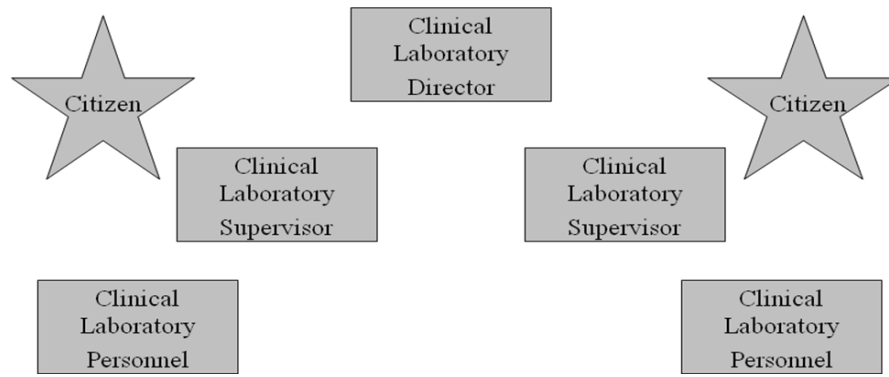 Clinical
Laboratory
Director
Citizen
Citizen
Clinical
Laboratory
Supervisor
Clinical
Laboratory
Supervisor
Clinical
Laboratory
Personnel
Clinical
Laboratory
Personnel